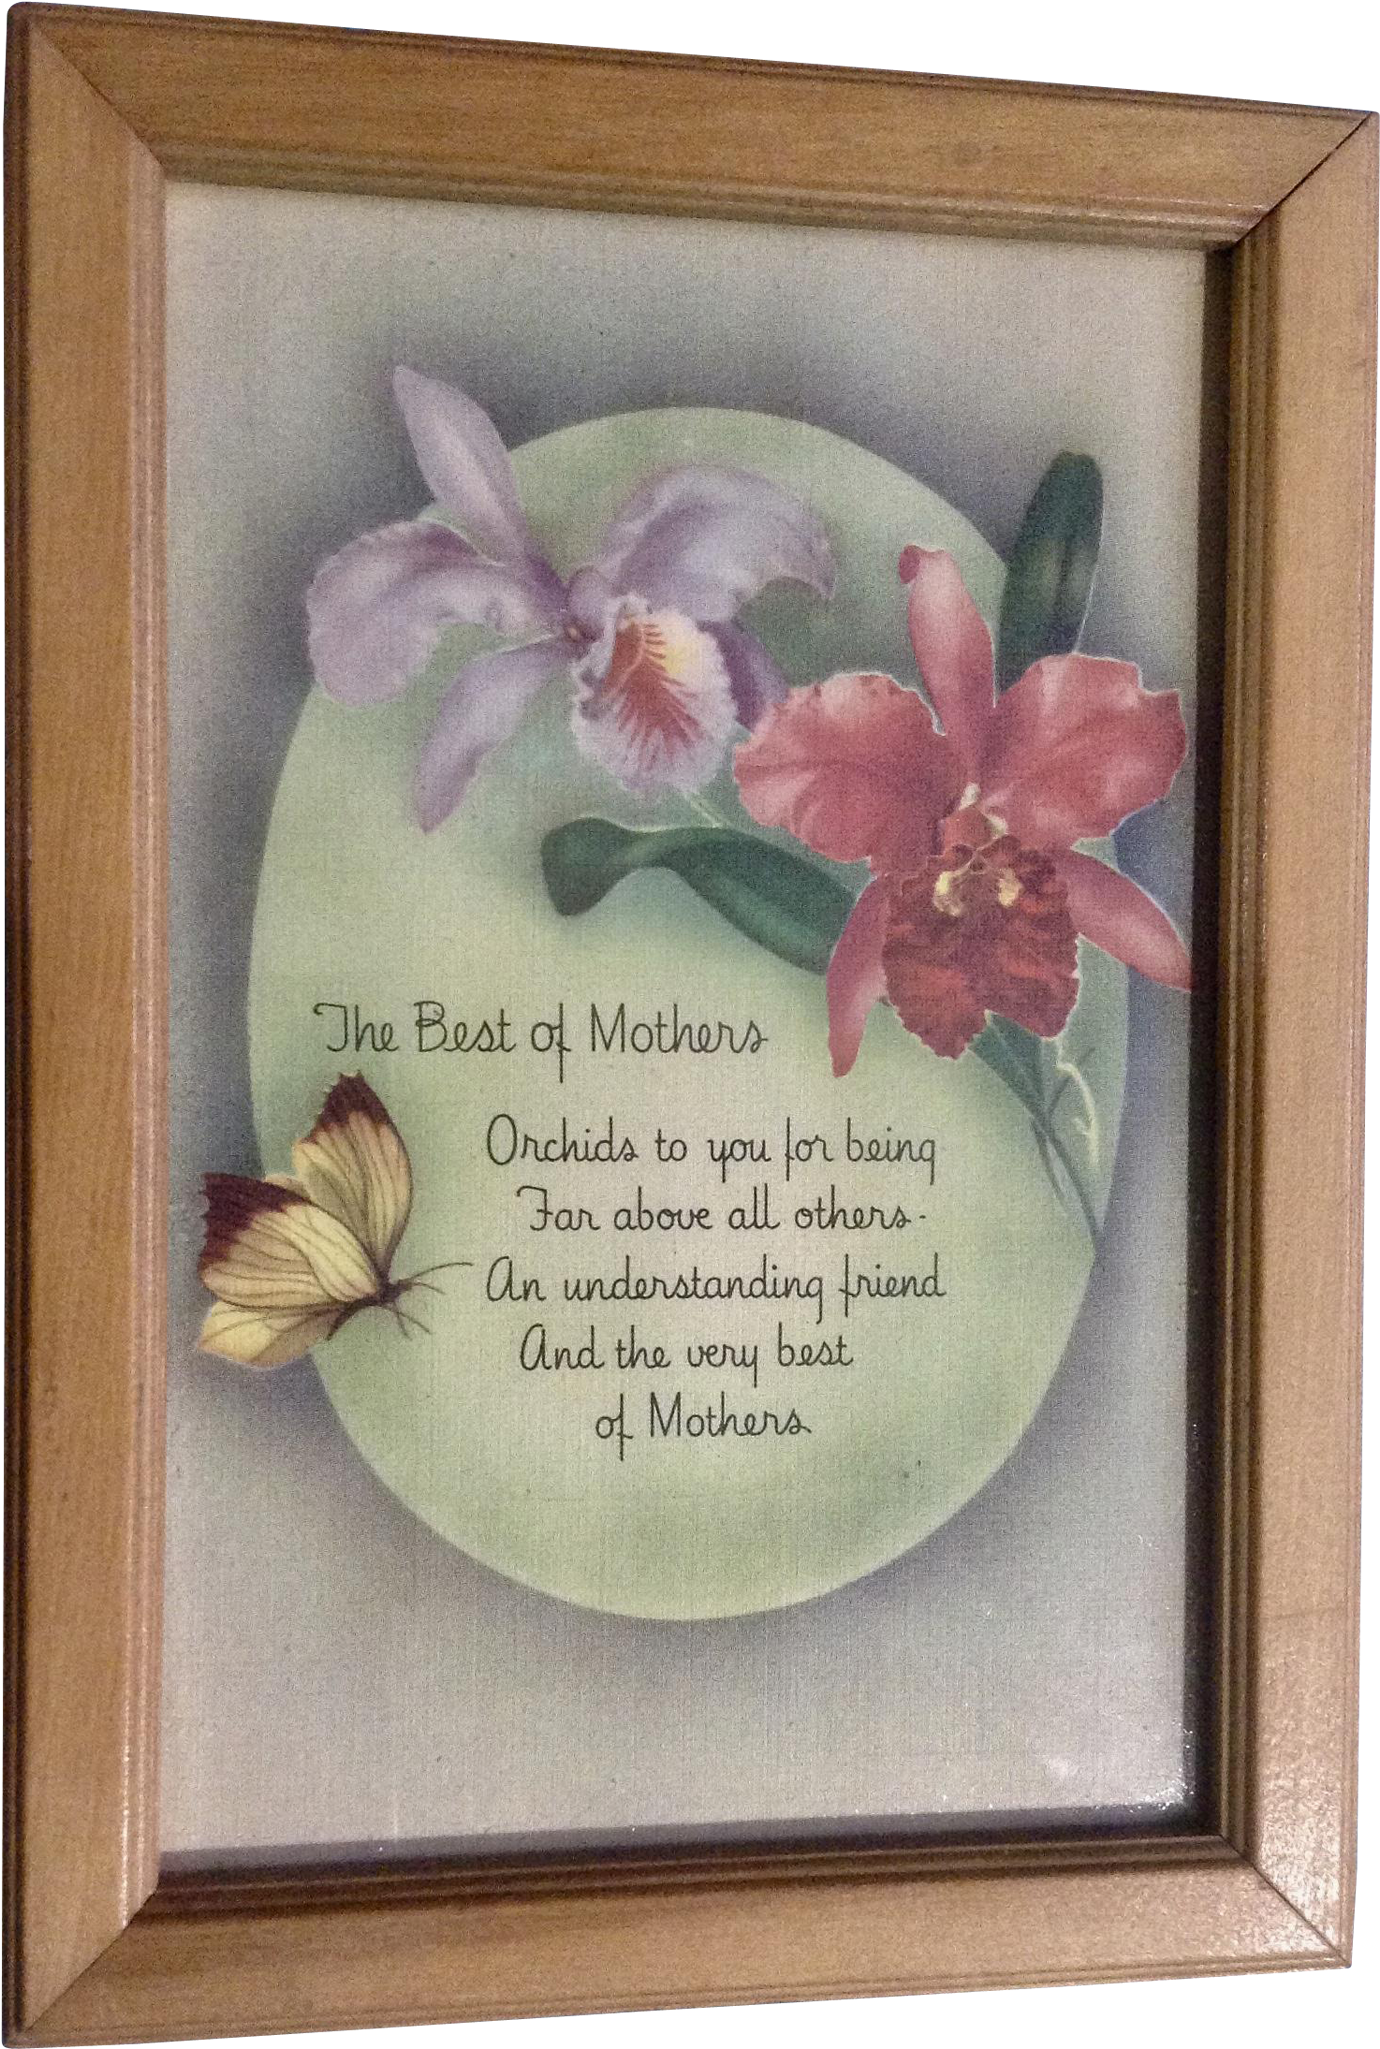 The Best of Mothers
Orchids to you for being
Far above all others-
An understanding friend
And the very best
of Mothers